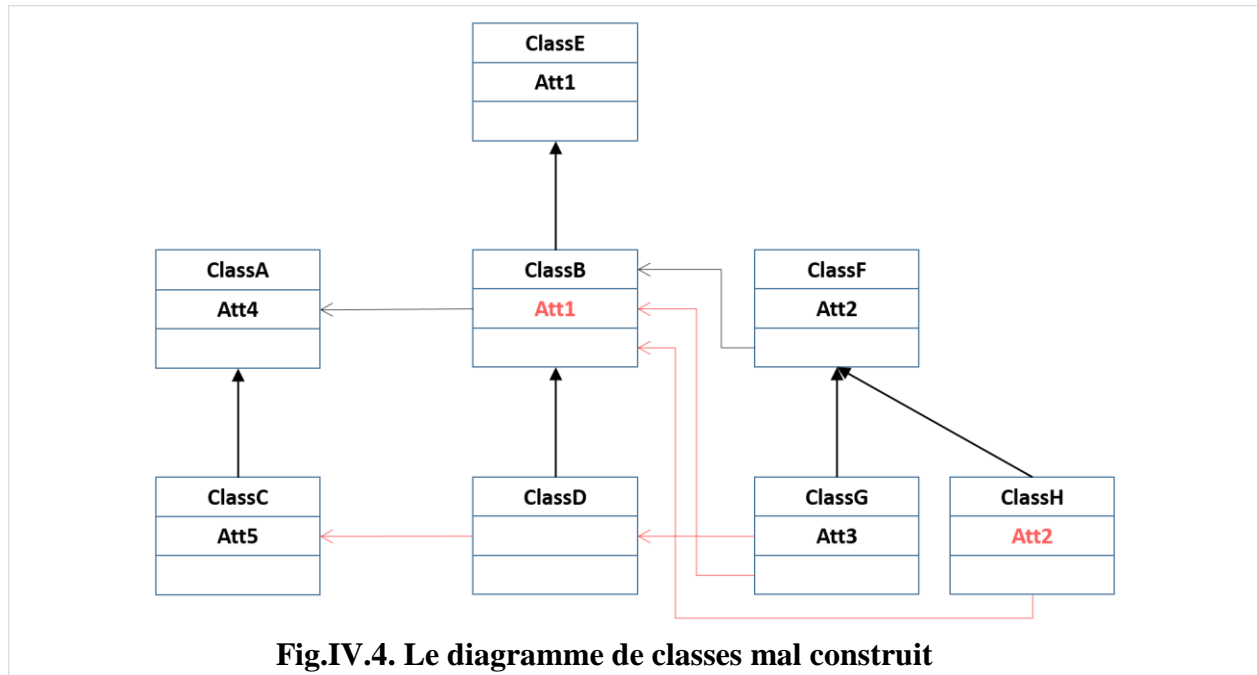 ClassE
Att1
ClassA
Att4
ClassB
Att1
ClassF
Att2
ClassC
Att5
ClassD
ClassG
Att3
ClassH
Att2
Fig.IV.4. Le diagramme de classes mal construit